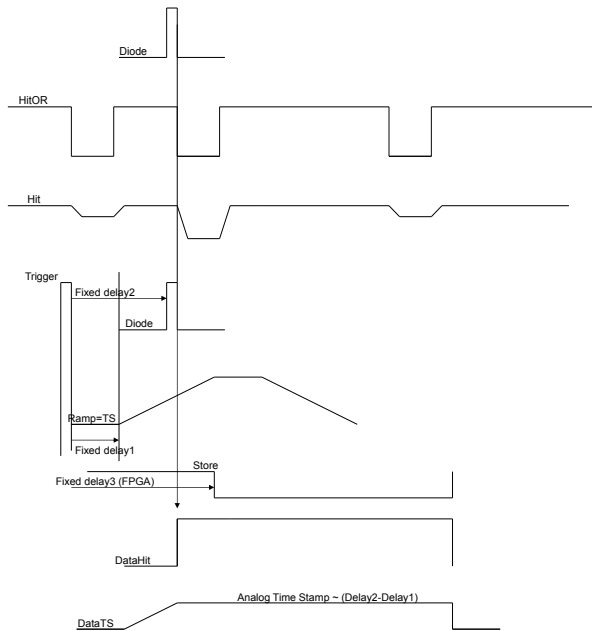 Diode
HitOR
Hit
Trigger
Fixed delay2
Diode
Ramp=TS
Fixed delay1
Store
Fixed delay3 (FPGA)
DataHit
Analog Time Stamp ~ (Delay2-Delay1)
DataTS